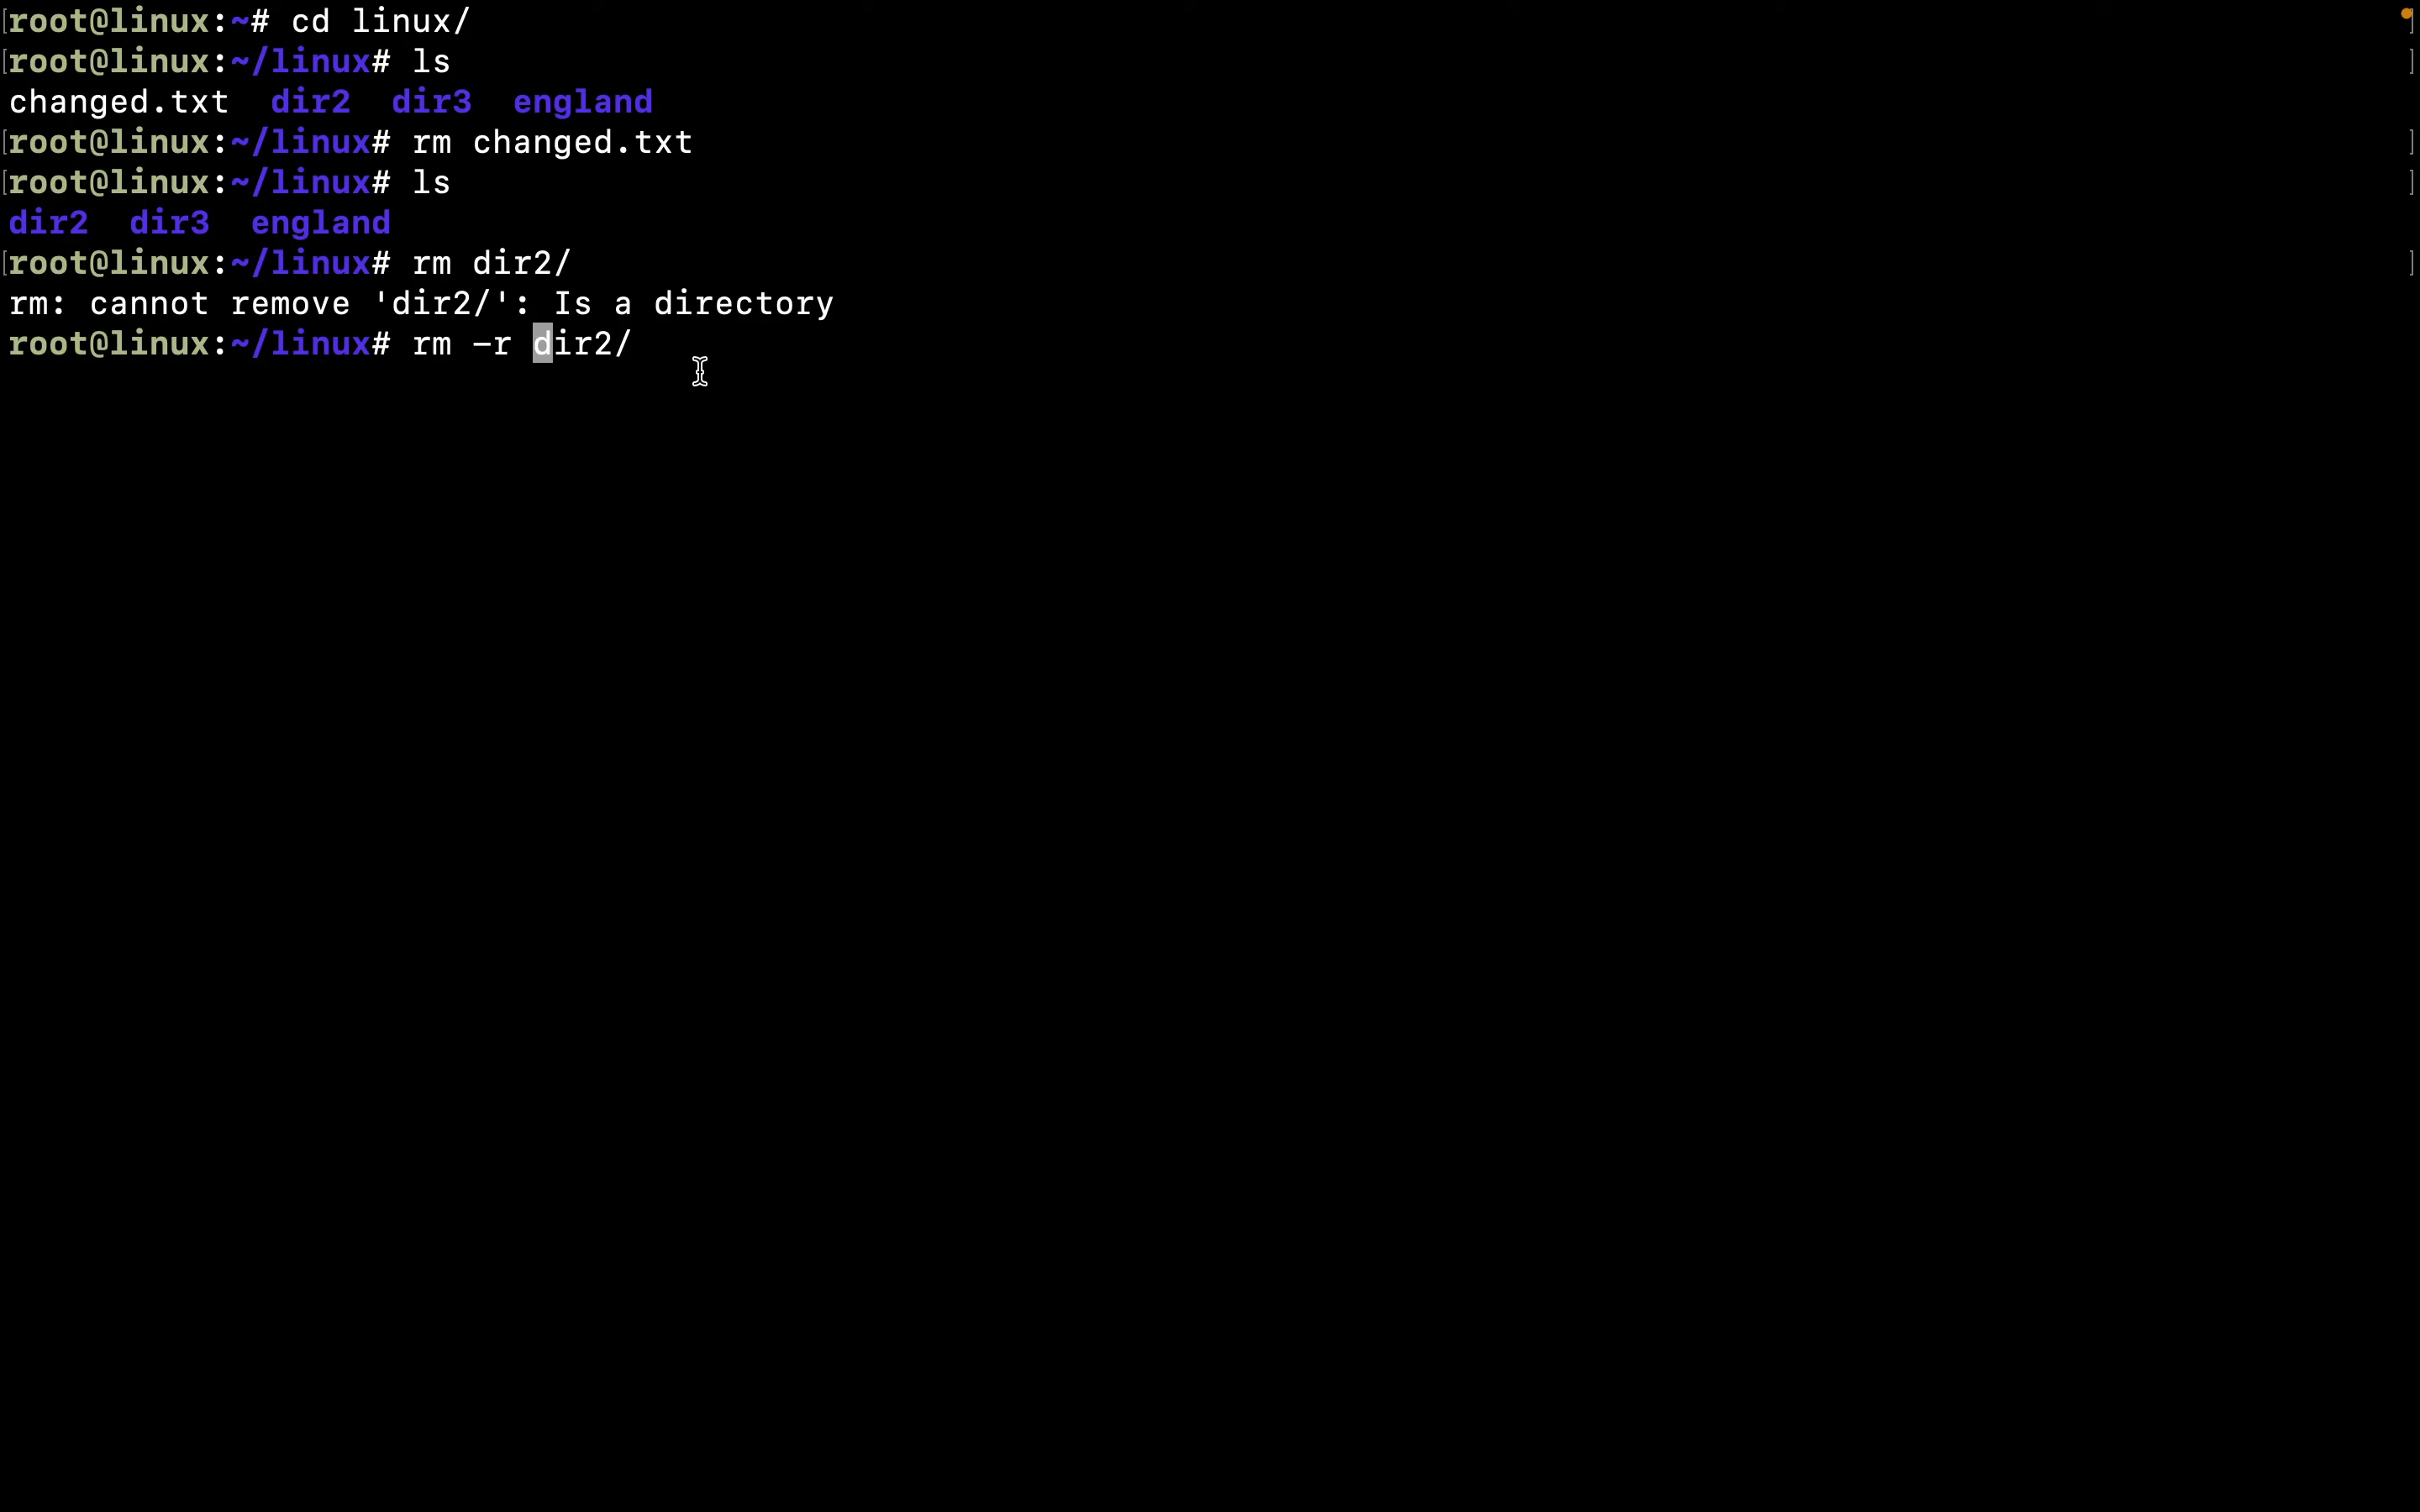 [root@linux:~# cd linux/ ]
[root@linux:~/linux# ls ]
changed.txt  dir2  dir3  england
[root@linux:~/linux# rm changed.txt ]
[root@linux:~/linux# ls ]
dir2  dir3  england
[root@linux:~/linux# rm dir2/ ]
rm: cannot remove 'dir2/': Is a directory
root@linux:~/linux# rm -r dir2/